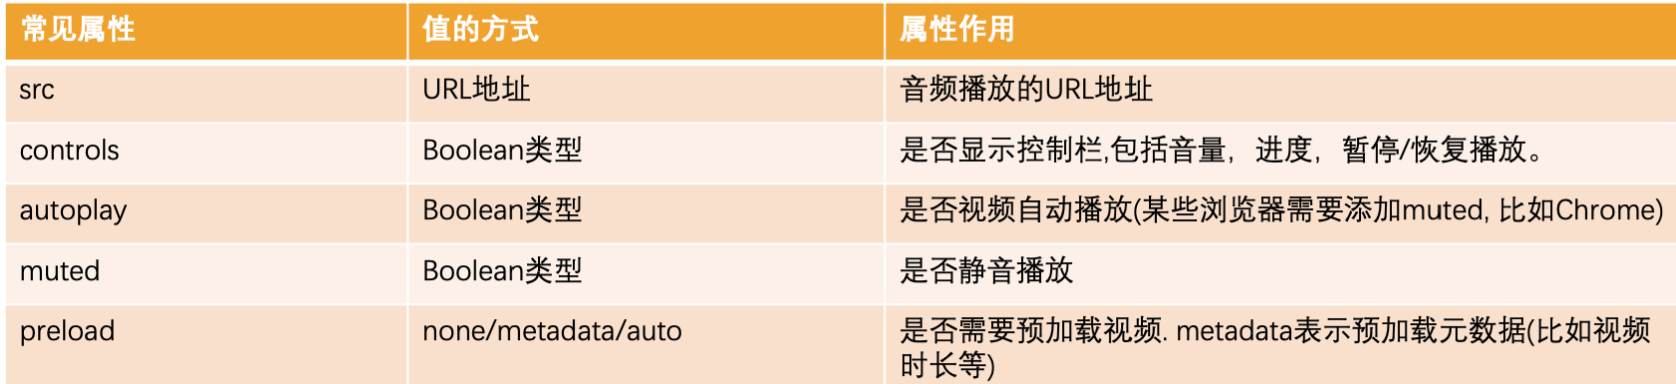 常见属性 值的方式 属性作用
src URL地址 音频播放的URL地址
controls Boolean类型 是否显示控制栏,包括音量，进度，暂停/恢复播放。
autoplay Boolean类型 是否视频自动播放(某些浏览器需要添加muted, 比如Chrome)
muted Boolean类型 是否静音播放
preload none/metadata/auto 是否需要预加载视频. metadata表示预加载元数据(比如视频
时长等)